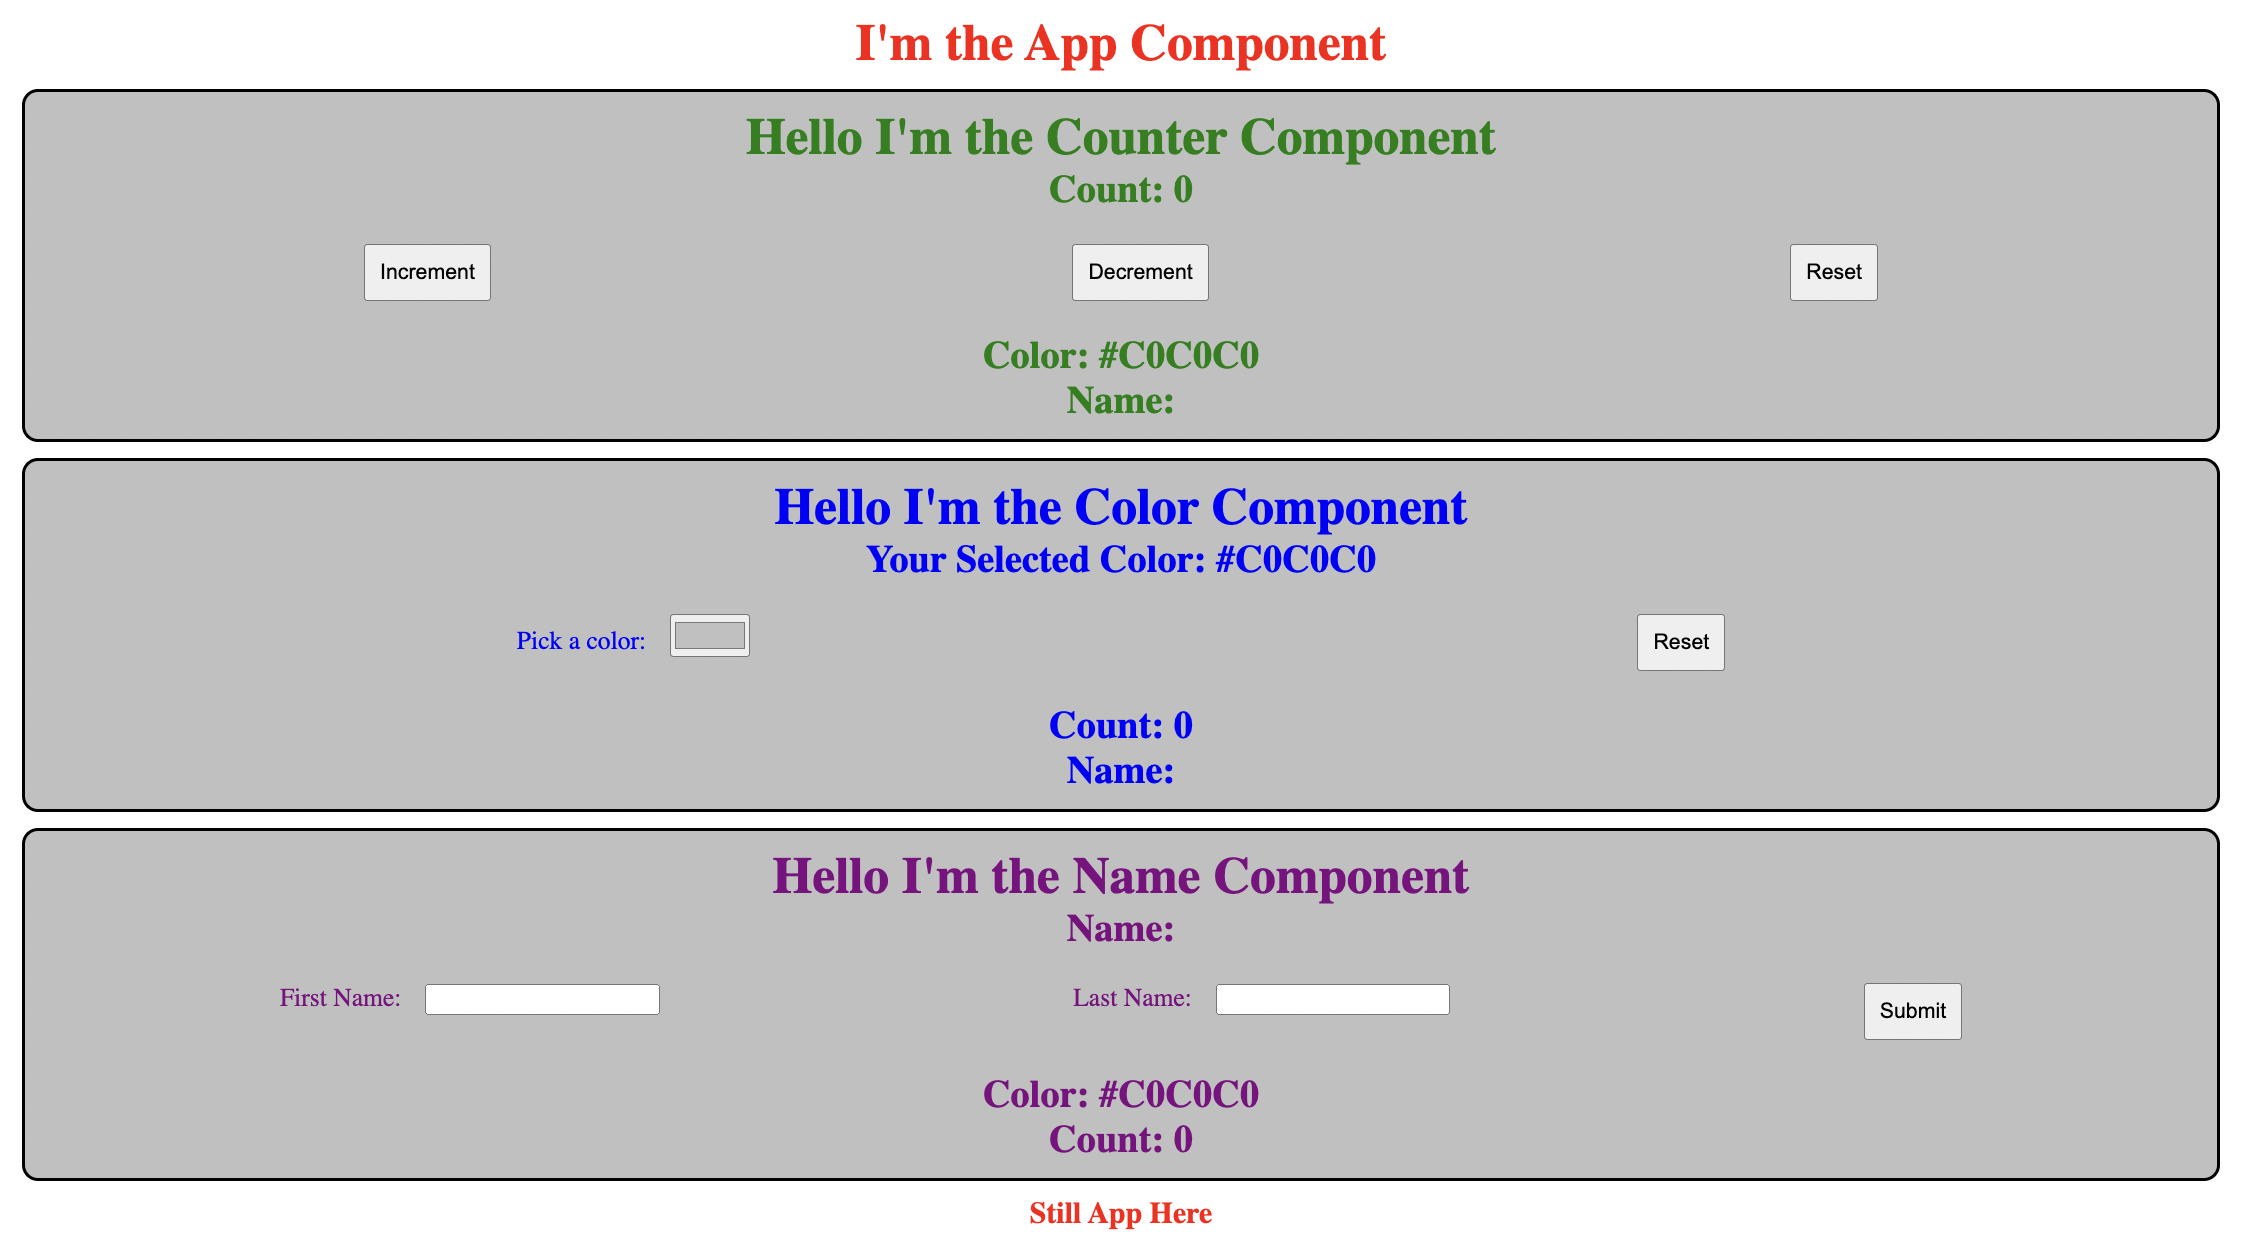 I'm the App Component
Hello I'm the Counter Component
Count: 0
Increment Decrement Reset
Color: #C0C0C0
Name:
Hello I'm the Color Component
Your Selected Color: #C0C0C0
Pick a color: Reset
Count: 0
Name:
Hello I'm the Name Component
Name:
First Name: Last Name: Submit
Color: #C0C0C0
Count: 0
Still App Here